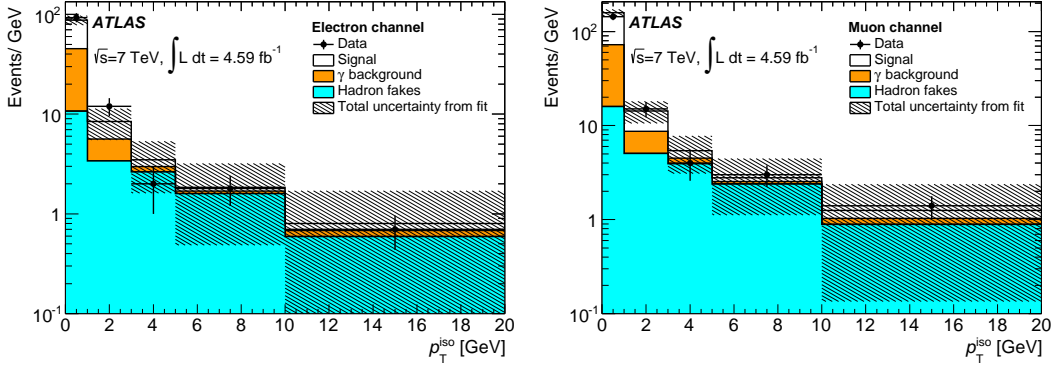 ATLAS
√s=7 TeV, ∫L dt = 4.59 fb⁻¹
Electron channel
Data
Signal
γ background
Hadron fakes
Total uncertainty from fit
Events/ GeV
10²
10
1
10⁻¹
0 2 4 6 8 10 12 14 16 18 20
p_T^iso [GeV]
ATLAS
√s=7 TeV, ∫L dt = 4.59 fb⁻¹
Muon channel
Data
Signal
γ background
Hadron fakes
Total uncertainty from fit
Events/ GeV
10²
10
1
10⁻¹
0 2 4 6 8 10 12 14 16 18 20
p_T^iso [GeV]